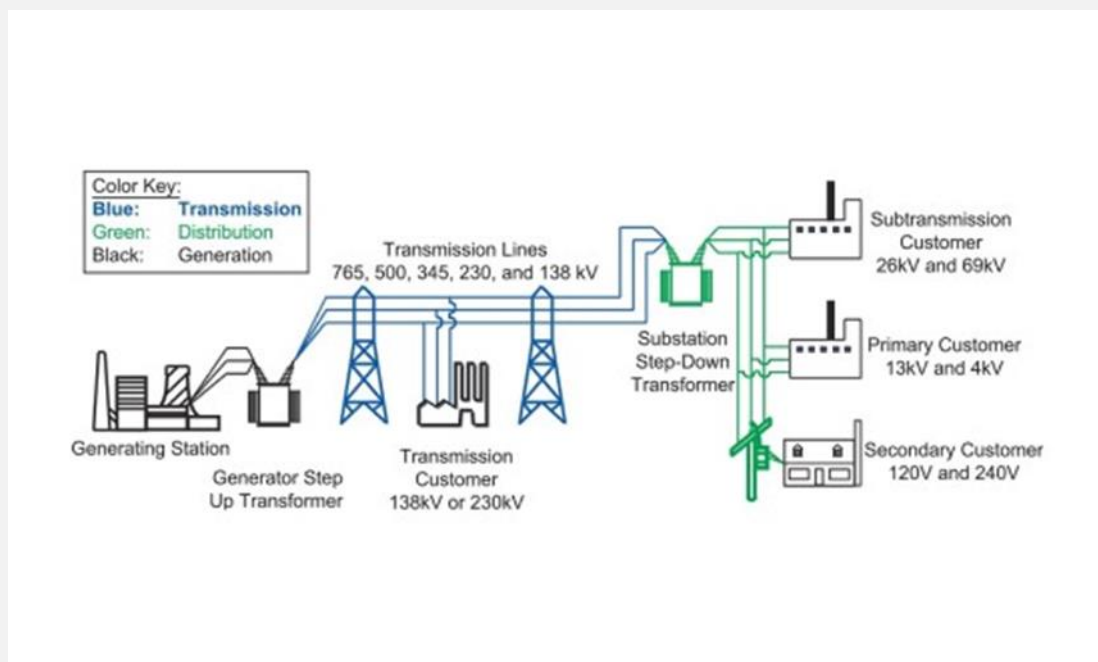 Color Key:
Blue: Transmission
Green: Distribution
Black: Generation
Transmission Lines
765, 500, 345, 230, and 138 kV
Generating Station
Generator Step
Up Transformer
Transmission
Customer
138kV or 230kV
Substation
Step-Down
Transformer
Subtransmission
Customer
26kV and 69kV
Primary Customer
13kV and 4kV
Secondary Customer
120V and 240V